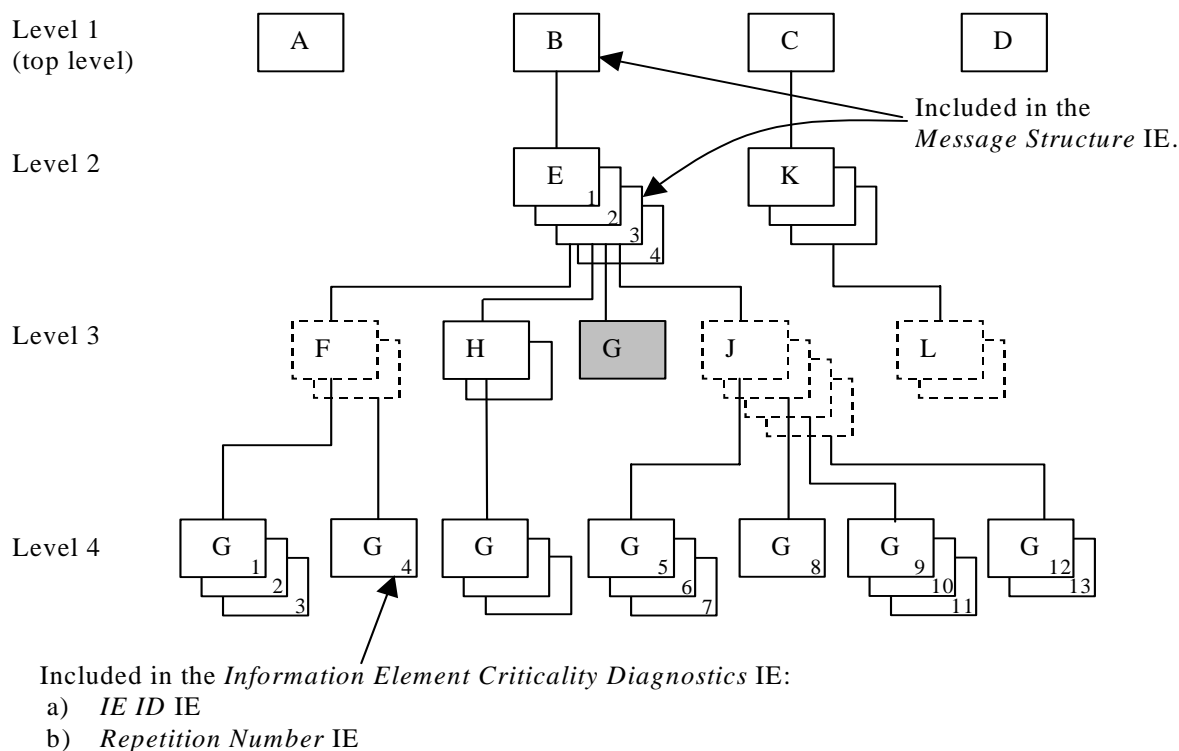 Level 1
(top level)
A
B
C
D
Included in the
Message Structure IE.
Level 2
E
1
2
3
4
K
Level 3
F
H
G
J
L
Level 4
G
1
2
3
G
4
G
G
5
6
7
G
8
G
9
10
11
G
12
13
Included in the Information Element Criticality Diagnostics IE:
a) IE ID IE
b) Repetition Number IE